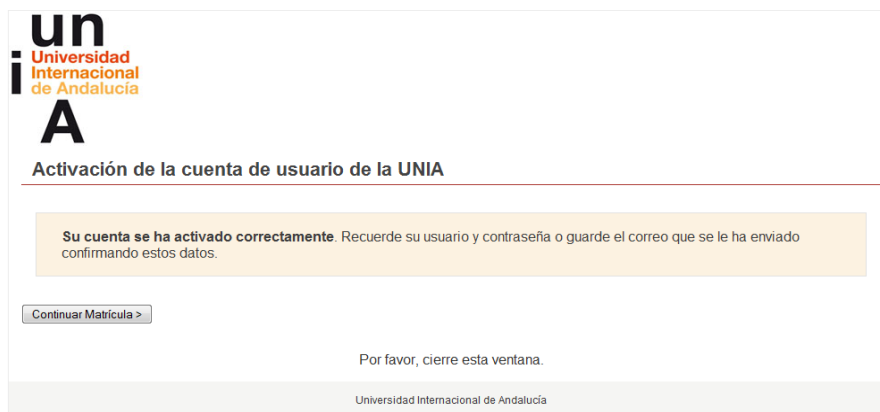 un
i
Universidad
Internacional
de Andalucía
A
Activación de la cuenta de usuario de la UNIA
Su cuenta se ha activado correctamente. Recuerde su usuario y contraseña o guarde el correo que se le ha enviado
confirmando estos datos.
Continuar Matrícula >
Por favor, cierre esta ventana.
Universidad Internacional de Andalucía